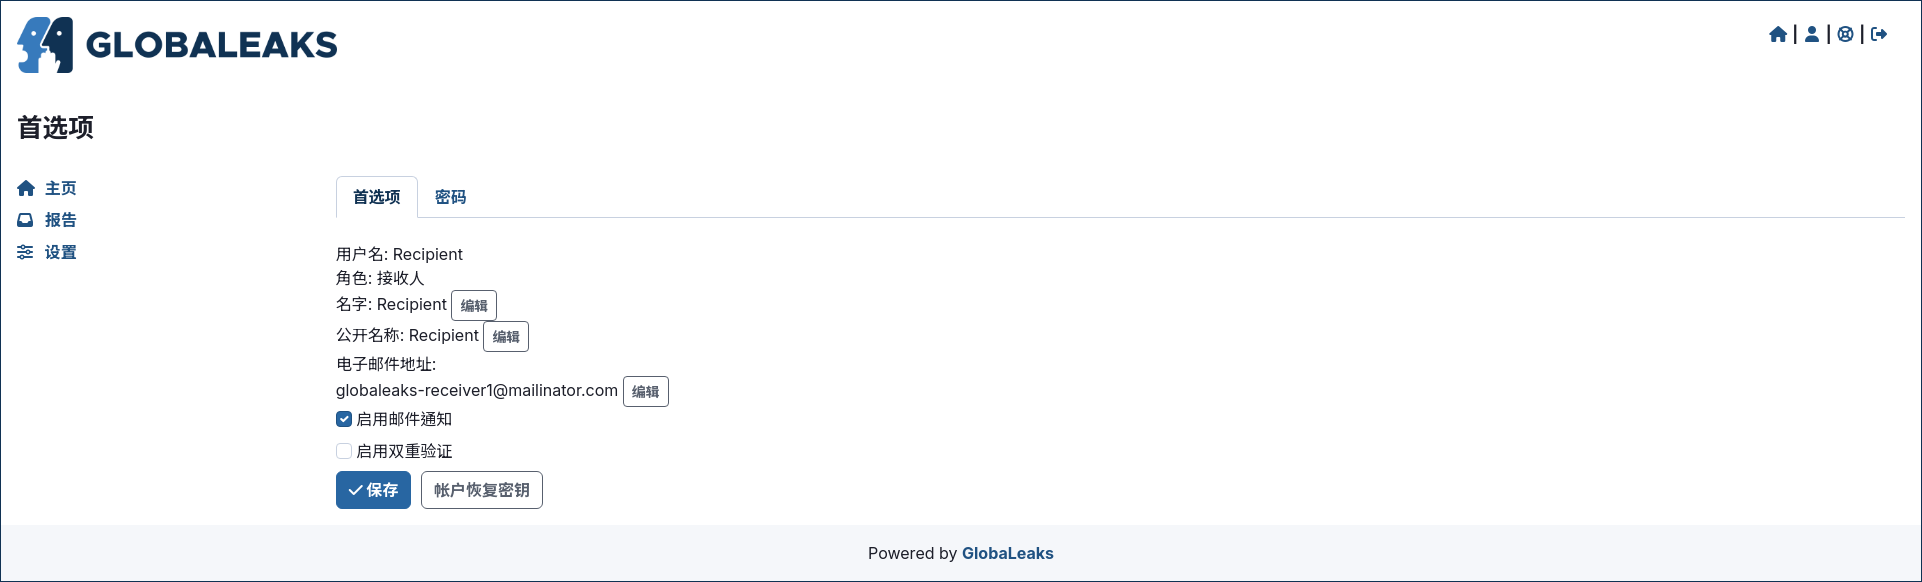 GLOBALEAKS
首选项
主页
报告
设置
首选项 密码
用户名: Recipient
角色: 接收人
名字: Recipient 编辑
公开名称: Recipient 编辑
电子邮件地址:
globaleaks-receiver1@mailinator.com 编辑
启用邮件通知
启用双重验证
保存 帐户恢复密钥
Powered by GlobaLeaks